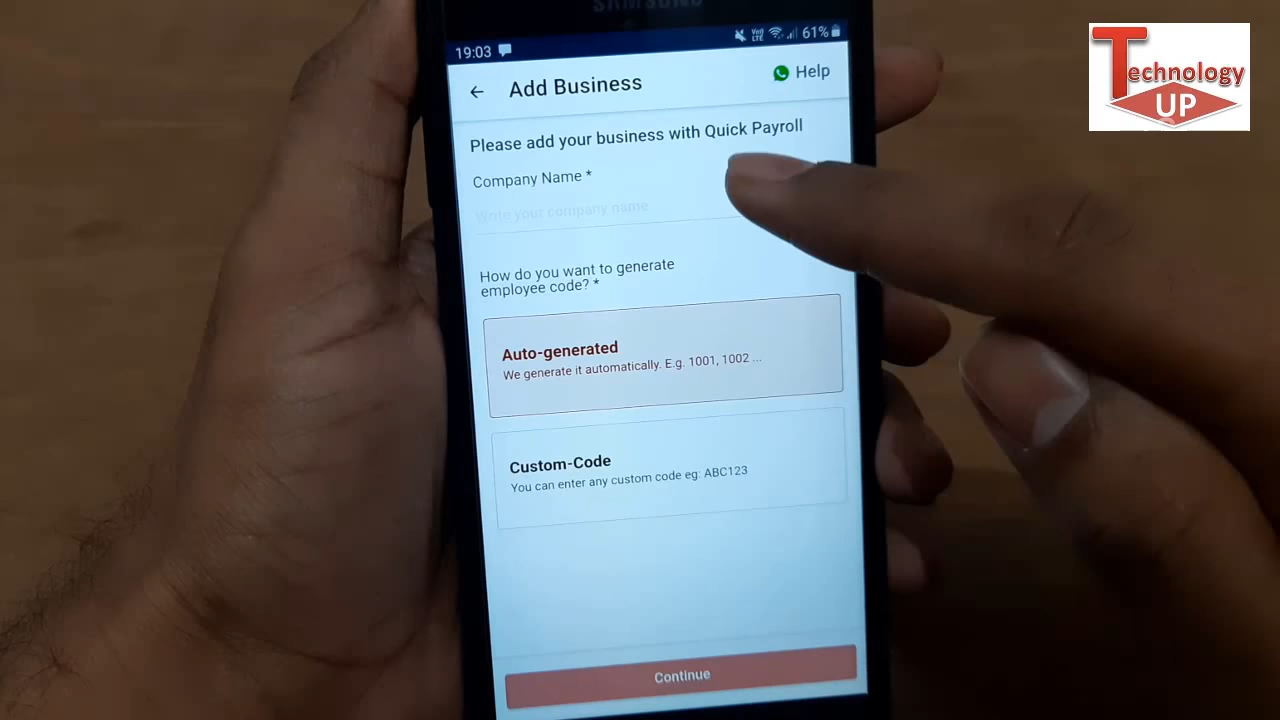 SAMSUNG
19:03
61%
Add Business
Help
Please add your business with Quick Payroll
Company Name *
Write your company name
How do you want to generate
employee code? *
Auto-generated
We generate it automatically. E.g. 1001, 1002 ...
Custom-Code
You can enter any custom code eg: ABC123
Continue
Technology
UP